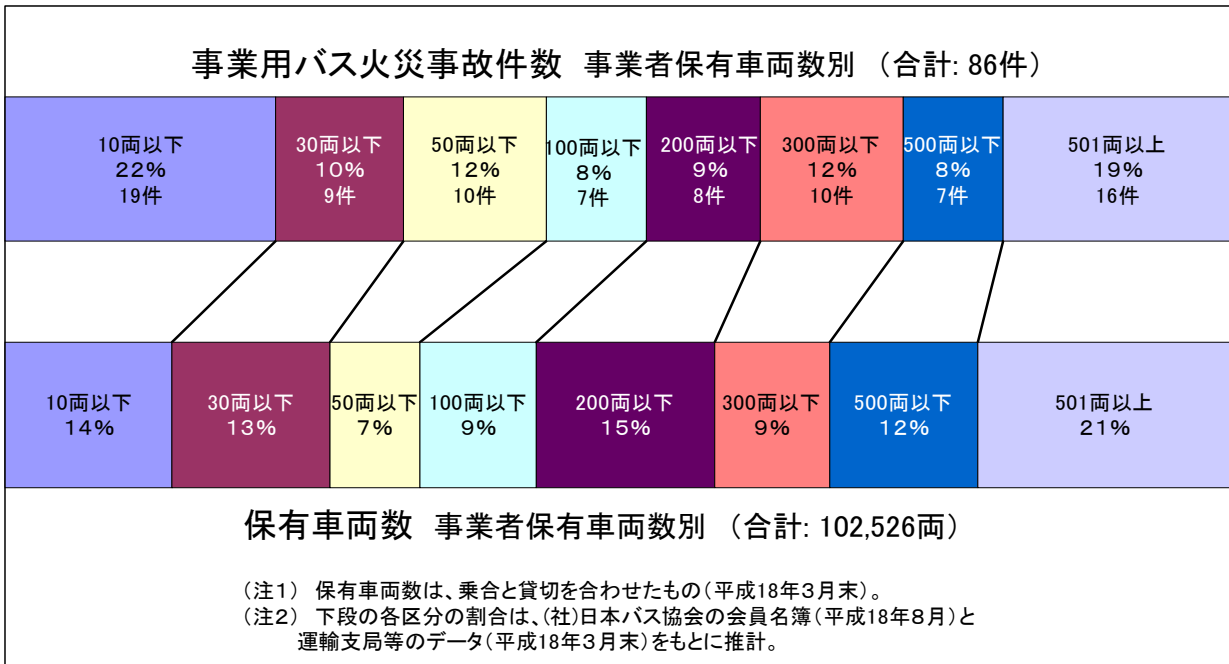 事業用バス火災事故件数 事業者保有車両数別 (合計: 86件)
10両以下
22%
19件
30両以下
10%
9件
50両以下
12%
10件
100両以下
8%
7件
200両以下
9%
8件
300両以下
12%
10件
500両以下
8%
7件
501両以上
19%
16件
10両以下
14%
30両以下
13%
50両以下
7%
100両以下
9%
200両以下
15%
300両以下
9%
500両以下
12%
501両以上
21%
保有車両数 事業者保有車両数別 (合計: 102,526両)
(注1) 保有車両数は、乗合と貸切を合わせたもの(平成18年3月末)。
(注2) 下段の各区分の割合は、(社)日本バス協会の会員名簿(平成18年8月)と
運輸支局等のデータ(平成18年3月末)をもとに推計。